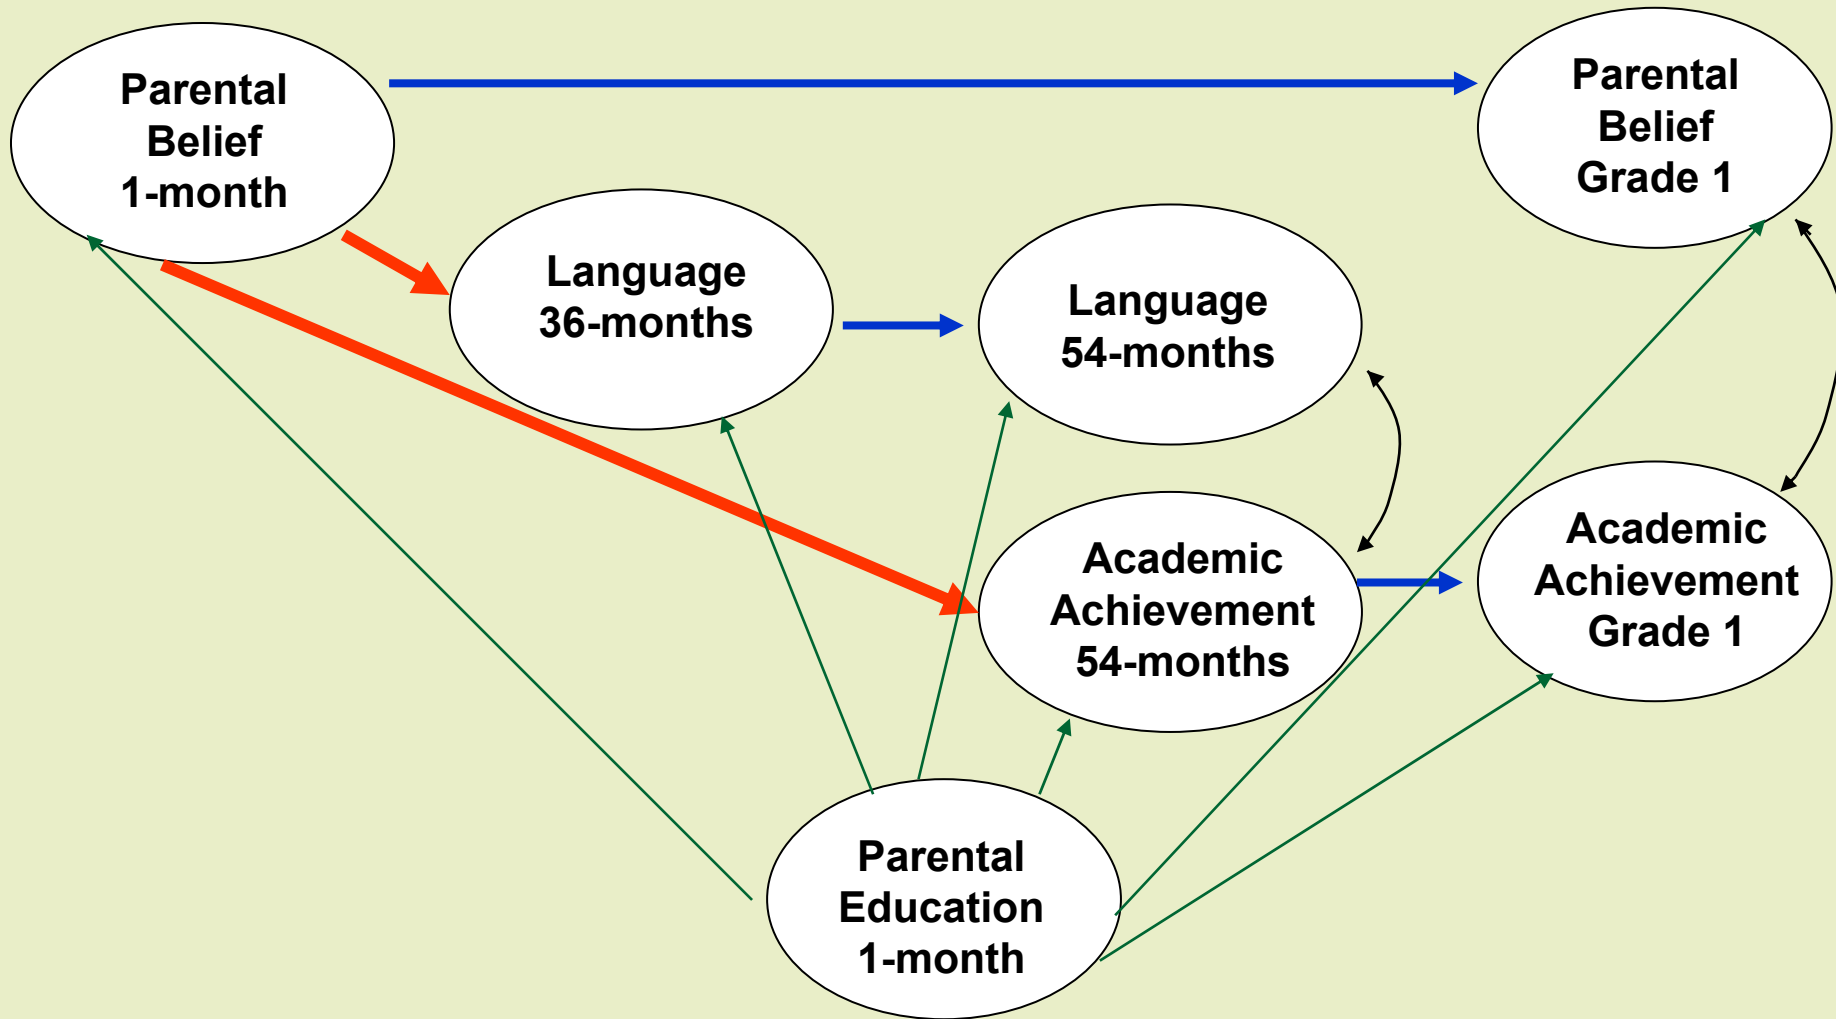 Parental
Belief
1-month
Parental
Belief
Grade 1
Language
36-months
Language
54-months
Academic
Achievement
54-months
Academic
Achievement
Grade 1
Parental
Education
1-month